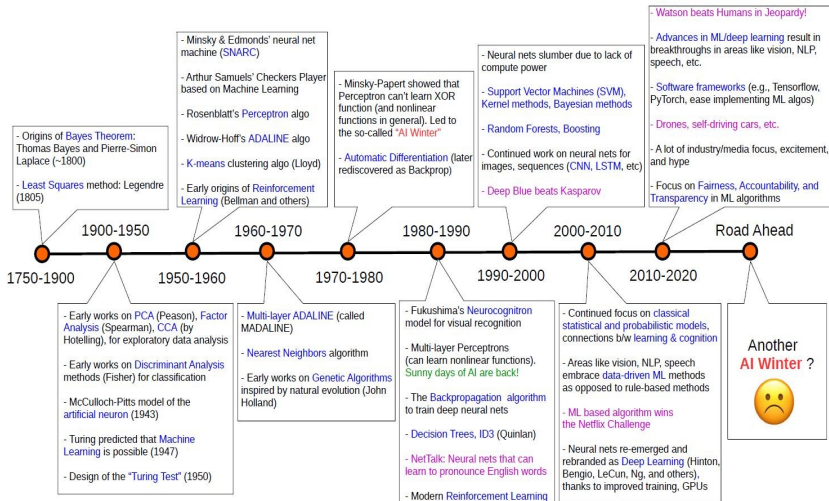 - Origins of Bayes Theorem:
Thomas Bayes and Pierre-Simon
Laplace (~1800)
- Least Squares method: Legendre
(1805)
- Minsky & Edmonds' neural net
machine (SNARC)
- Arthur Samuels' Checkers Player
based on Machine Learning
- Rosenblatt's Perceptron algo
- Widrow-Hoff's ADALINE algo
- K-means clustering algo (Lloyd)
- Early origins of Reinforcement
Learning (Bellman and others)
- Minsky-Papert showed that
Perceptron can't learn XOR
function (and nonlinear
functions in general). Led to
the so-called "AI Winter"
- Automatic Differentiation (later
rediscovered as Backprop)
- Neural nets slumber due to lack of
compute power
- Support Vector Machines (SVM),
Kernel methods, Bayesian methods
- Random Forests, Boosting
- Continued work on neural nets for
images, sequences (CNN, LSTM, etc)
- Deep Blue beats Kasparov
- Watson beats Humans in Jeopardy!
- Advances in ML/deep learning result in
breakthroughs in areas like vision, NLP,
speech, etc.
- Software frameworks (e.g., Tensorflow,
PyTorch, ease implementing ML algos)
- Drones, self-driving cars, etc.
- A lot of industry/media focus, excitement,
and hype
- Focus on Fairness, Accountability, and
Transparency in ML algorithms
1900-1950
1960-1970
1980-1990
2000-2010
Road Ahead
1750-1900
1950-1960
1970-1980
1990-2000
2010-2020
- Early works on PCA (Peason), Factor
Analysis (Spearman), CCA (by
Hotelling), for exploratory data analysis
- Early works on Discriminant Analysis
methods (Fisher) for classification
- McCulloch-Pitts model of the
artificial neuron (1943)
- Turing predicted that Machine
Learning is possible (1947)
- Design of the "Turing Test" (1950)
- Multi-layer ADALINE (called
MADALINE)
- Nearest Neighbors algorithm
- Early works on Genetic Algorithms
inspired by natural evolution (John
Holland)
- Fukushima's Neurocognitron
model for visual recognition
- Multi-layer Perceptrons
(can learn nonlinear functions).
Sunny days of AI are back!
- The Backpropagation algorithm
to train deep neural nets
- Decision Trees, ID3 (Quinlan)
- NetTalk: Neural nets that can
learn to pronounce English words
- Modern Reinforcement Learning
- Continued focus on classical
statistical and probabilistic models,
connections b/w learning & cognition
- Areas like vision, NLP, speech
embrace data-driven ML methods
as opposed to rule-based methods
- ML based algorithm wins
the Netflix Challenge
- Neural nets re-emerged and
rebranded as Deep Learning (Hinton,
Bengio, LeCun, Ng, and others),
thanks to improved training, GPUs
Another
AI Winter ?